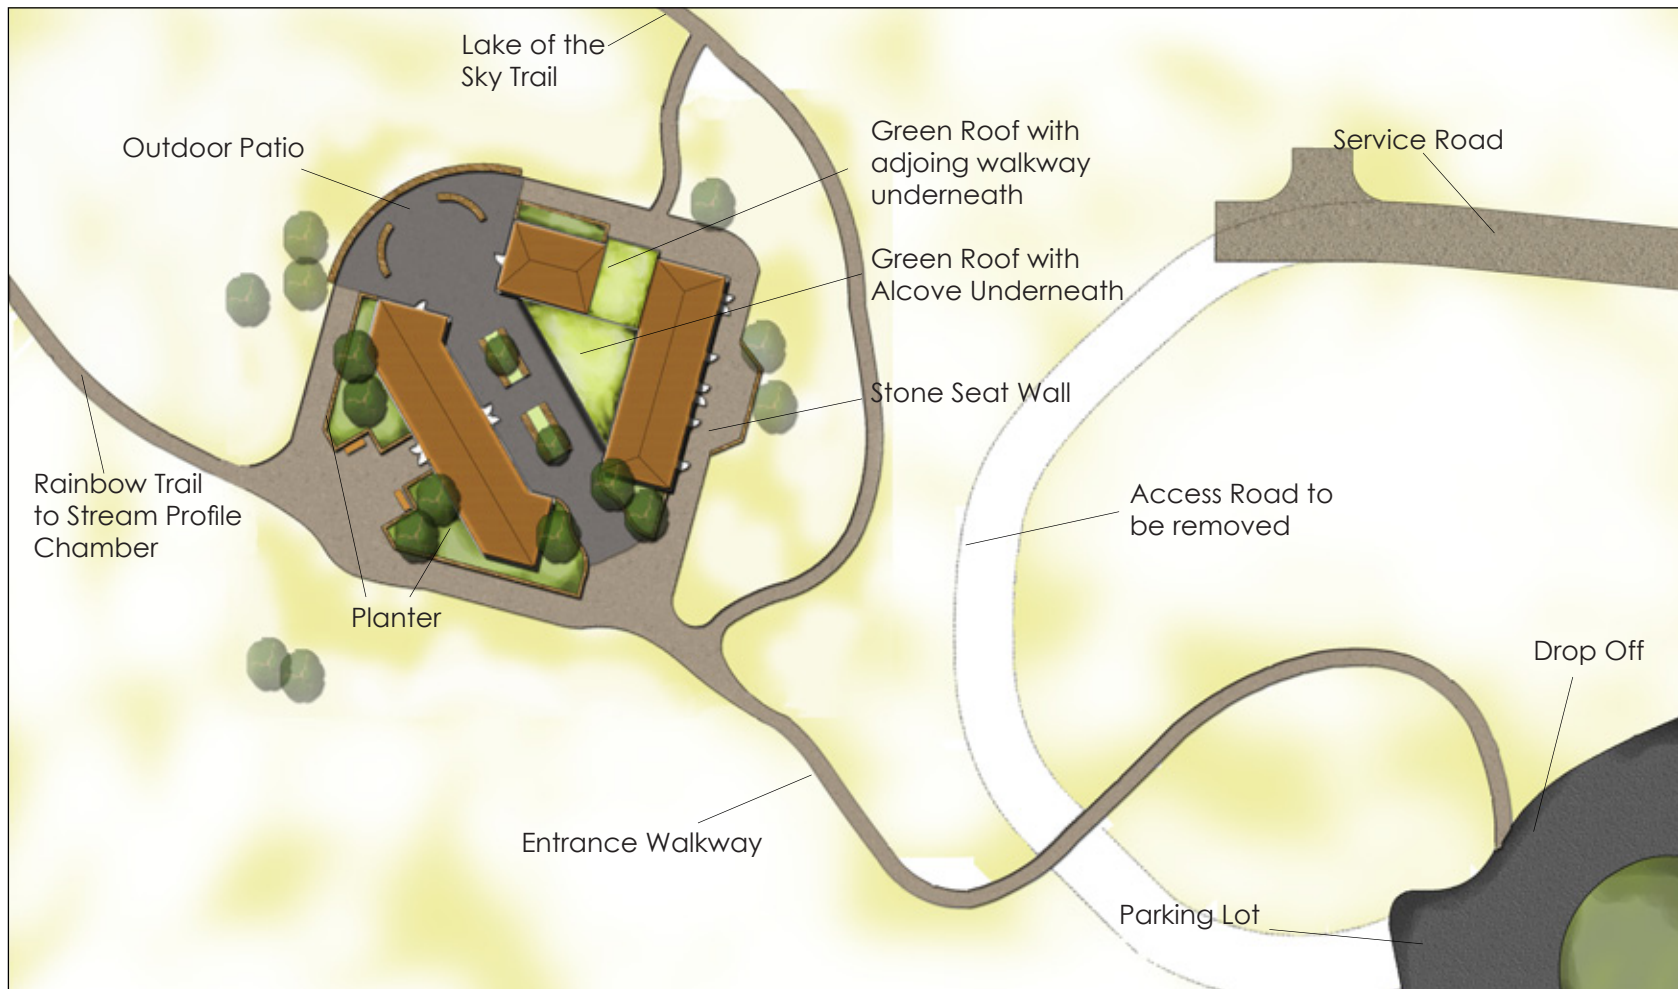 Lake of the
Sky Trail
Outdoor Patio
Green Roof with
adjoing walkway
underneath
Service Road
Green Roof with
Alcove Underneath
Stone Seat Wall
Rainbow Trail
to Stream Profile
Chamber
Access Road to
be removed
Planter
Drop Off
Entrance Walkway
Parking Lot